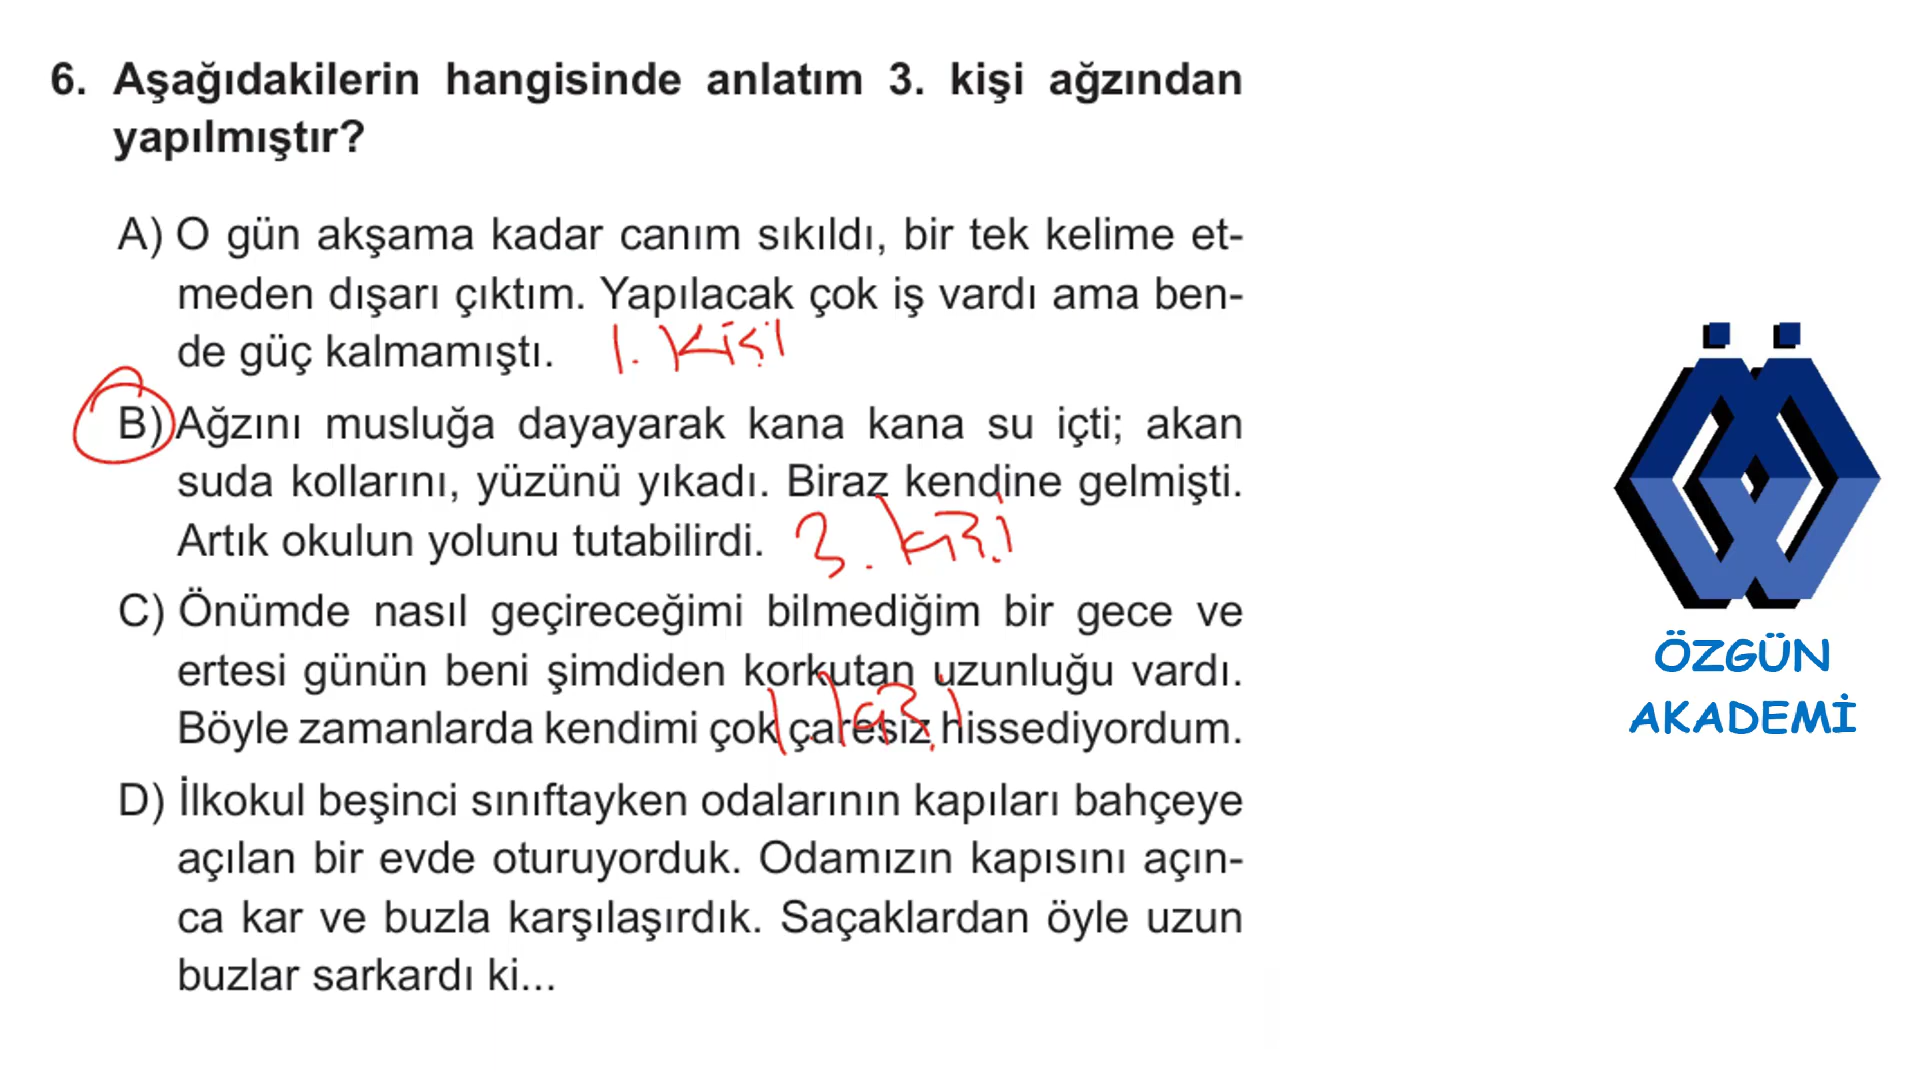 6. Aşağıdakilerin hangisinde anlatım 3. kişi ağzından
yapılmıştır?
A) O gün akşama kadar canım sıkıldı, bir tek kelime et-
meden dışarı çıktım. Yapılacak çok iş vardı ama ben-
de güç kalmamıştı. 1. Kişi
B) Ağzını musluğa dayayarak kana kana su içti; akan
suda kollarını, yüzünü yıkadı. Biraz kendine gelmişti.
Artık okulun yolunu tutabilirdi. 3. kişi
C) Önümde nasıl geçireceğimi bilmediğim bir gece ve
ertesi günün beni şimdiden korkutan uzunluğu vardı.
Böyle zamanlarda kendimi çok çaresiz hissediyordum.
1. kişi
D) İlkokul beşinci sınıftayken odalarının kapıları bahçeye
açılan bir evde oturuyorduk. Odamızın kapısını açın-
ca kar ve buzla karşılaşırdık. Saçaklardan öyle uzun
buzlar sarkardı ki...
ÖZGÜN
AKADEMİ